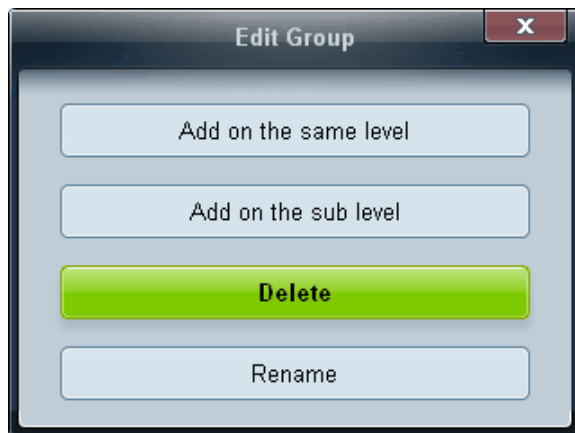 Edit Group
x
Add on the same level
Add on the sub level
Delete
Rename